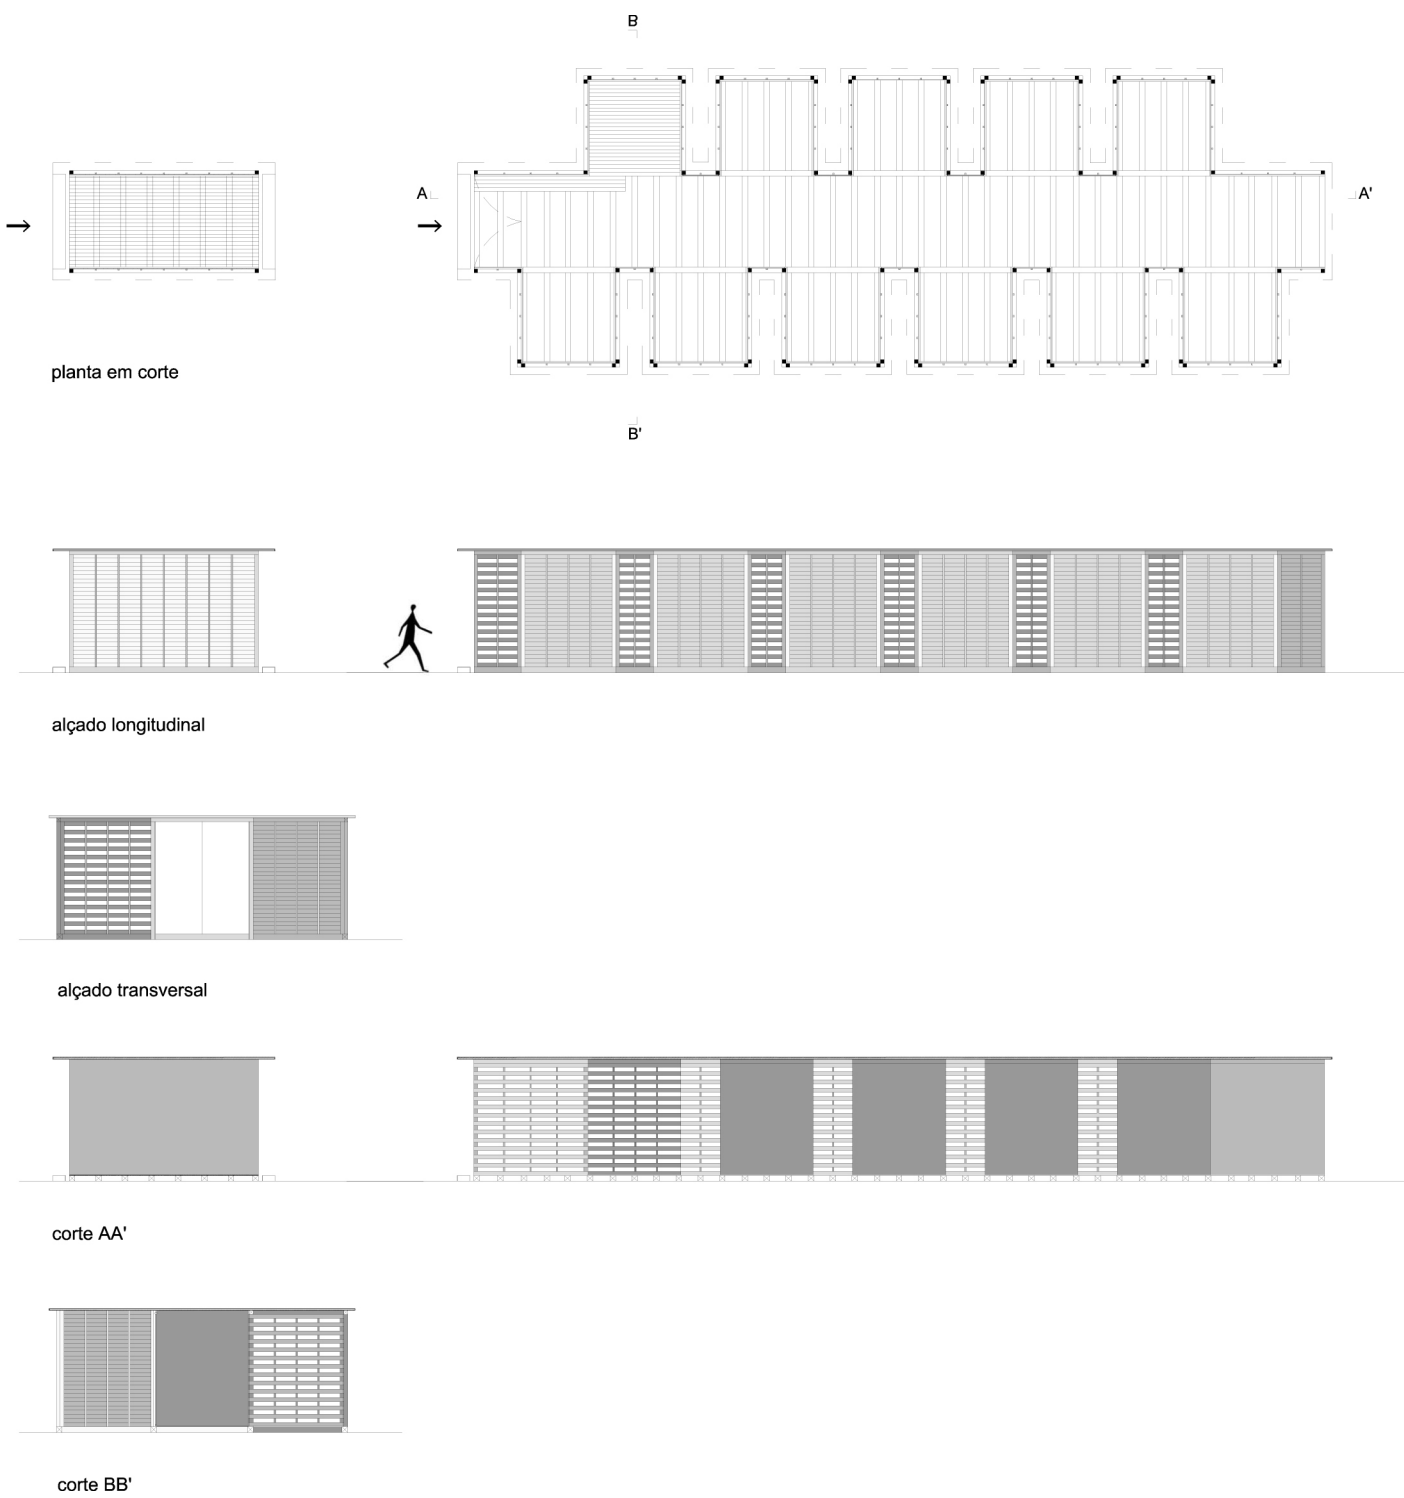 B
A
A'
planta em corte
B'
alçado longitudinal
alçado transversal
corte AA'
corte BB'